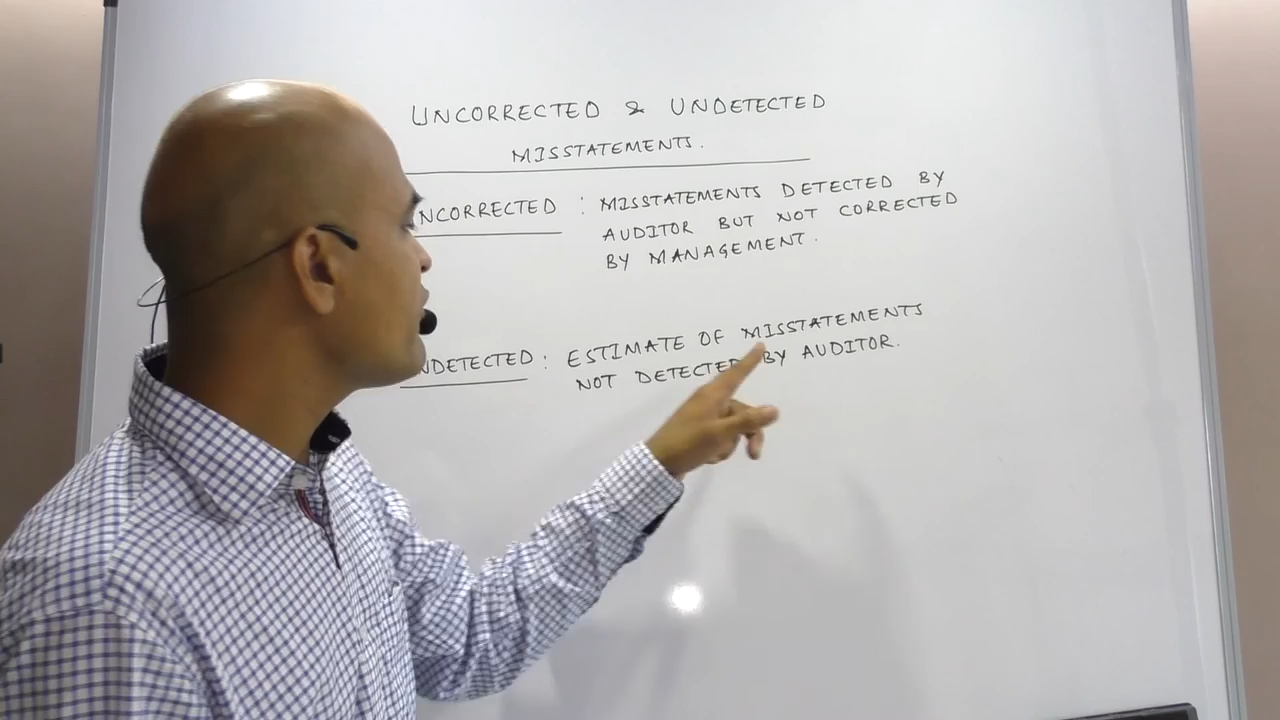 UNCORRECTED & UNDETECTED
MISSTATEMENTS.
NCORRECTED : MISSTATEMENTS DETECTED BY
AUDITOR BUT NOT CORRECTED
BY MANAGEMENT.
NDETECTED : ESTIMATE OF MISSTATEMENTS
NOT DETECTED BY AUDITOR.